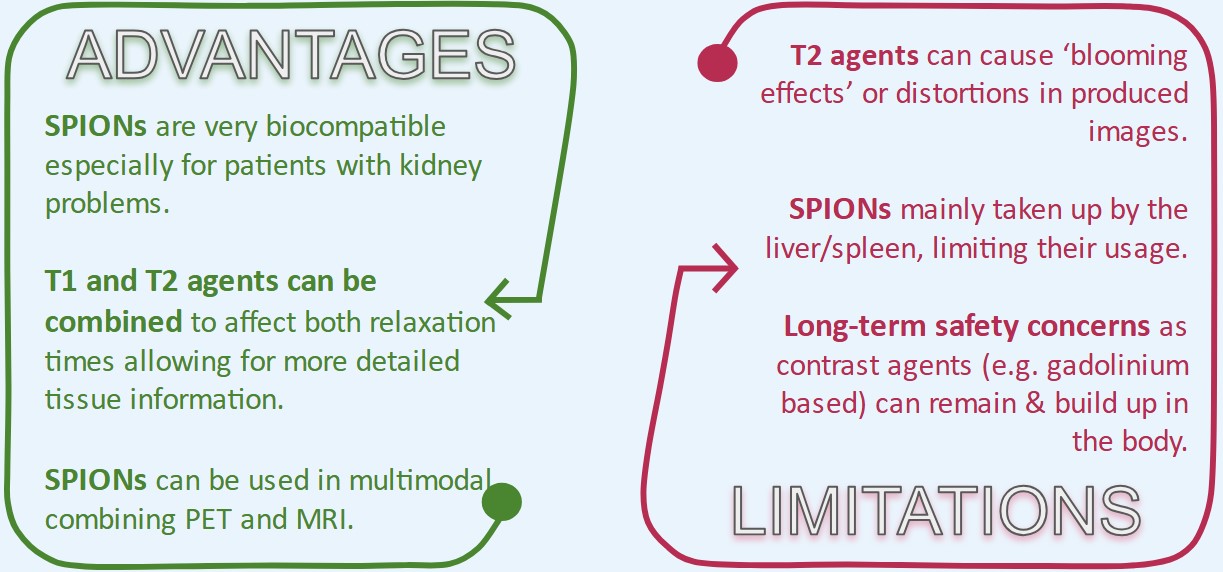 ADVANTAGES
SPIONs are very biocompatible
especially for patients with kidney
problems.
T1 and T2 agents can be
combined to affect both relaxation
times allowing for more detailed
tissue information.
SPIONs can be used in multimodal
combining PET and MRI.
T2 agents can cause ‘blooming
effects’ or distortions in produced
images.
SPIONs mainly taken up by the
liver/spleen, limiting their usage.
Long-term safety concerns as
contrast agents (e.g. gadolinium
based) can remain & build up in
the body.
LIMITATIONS